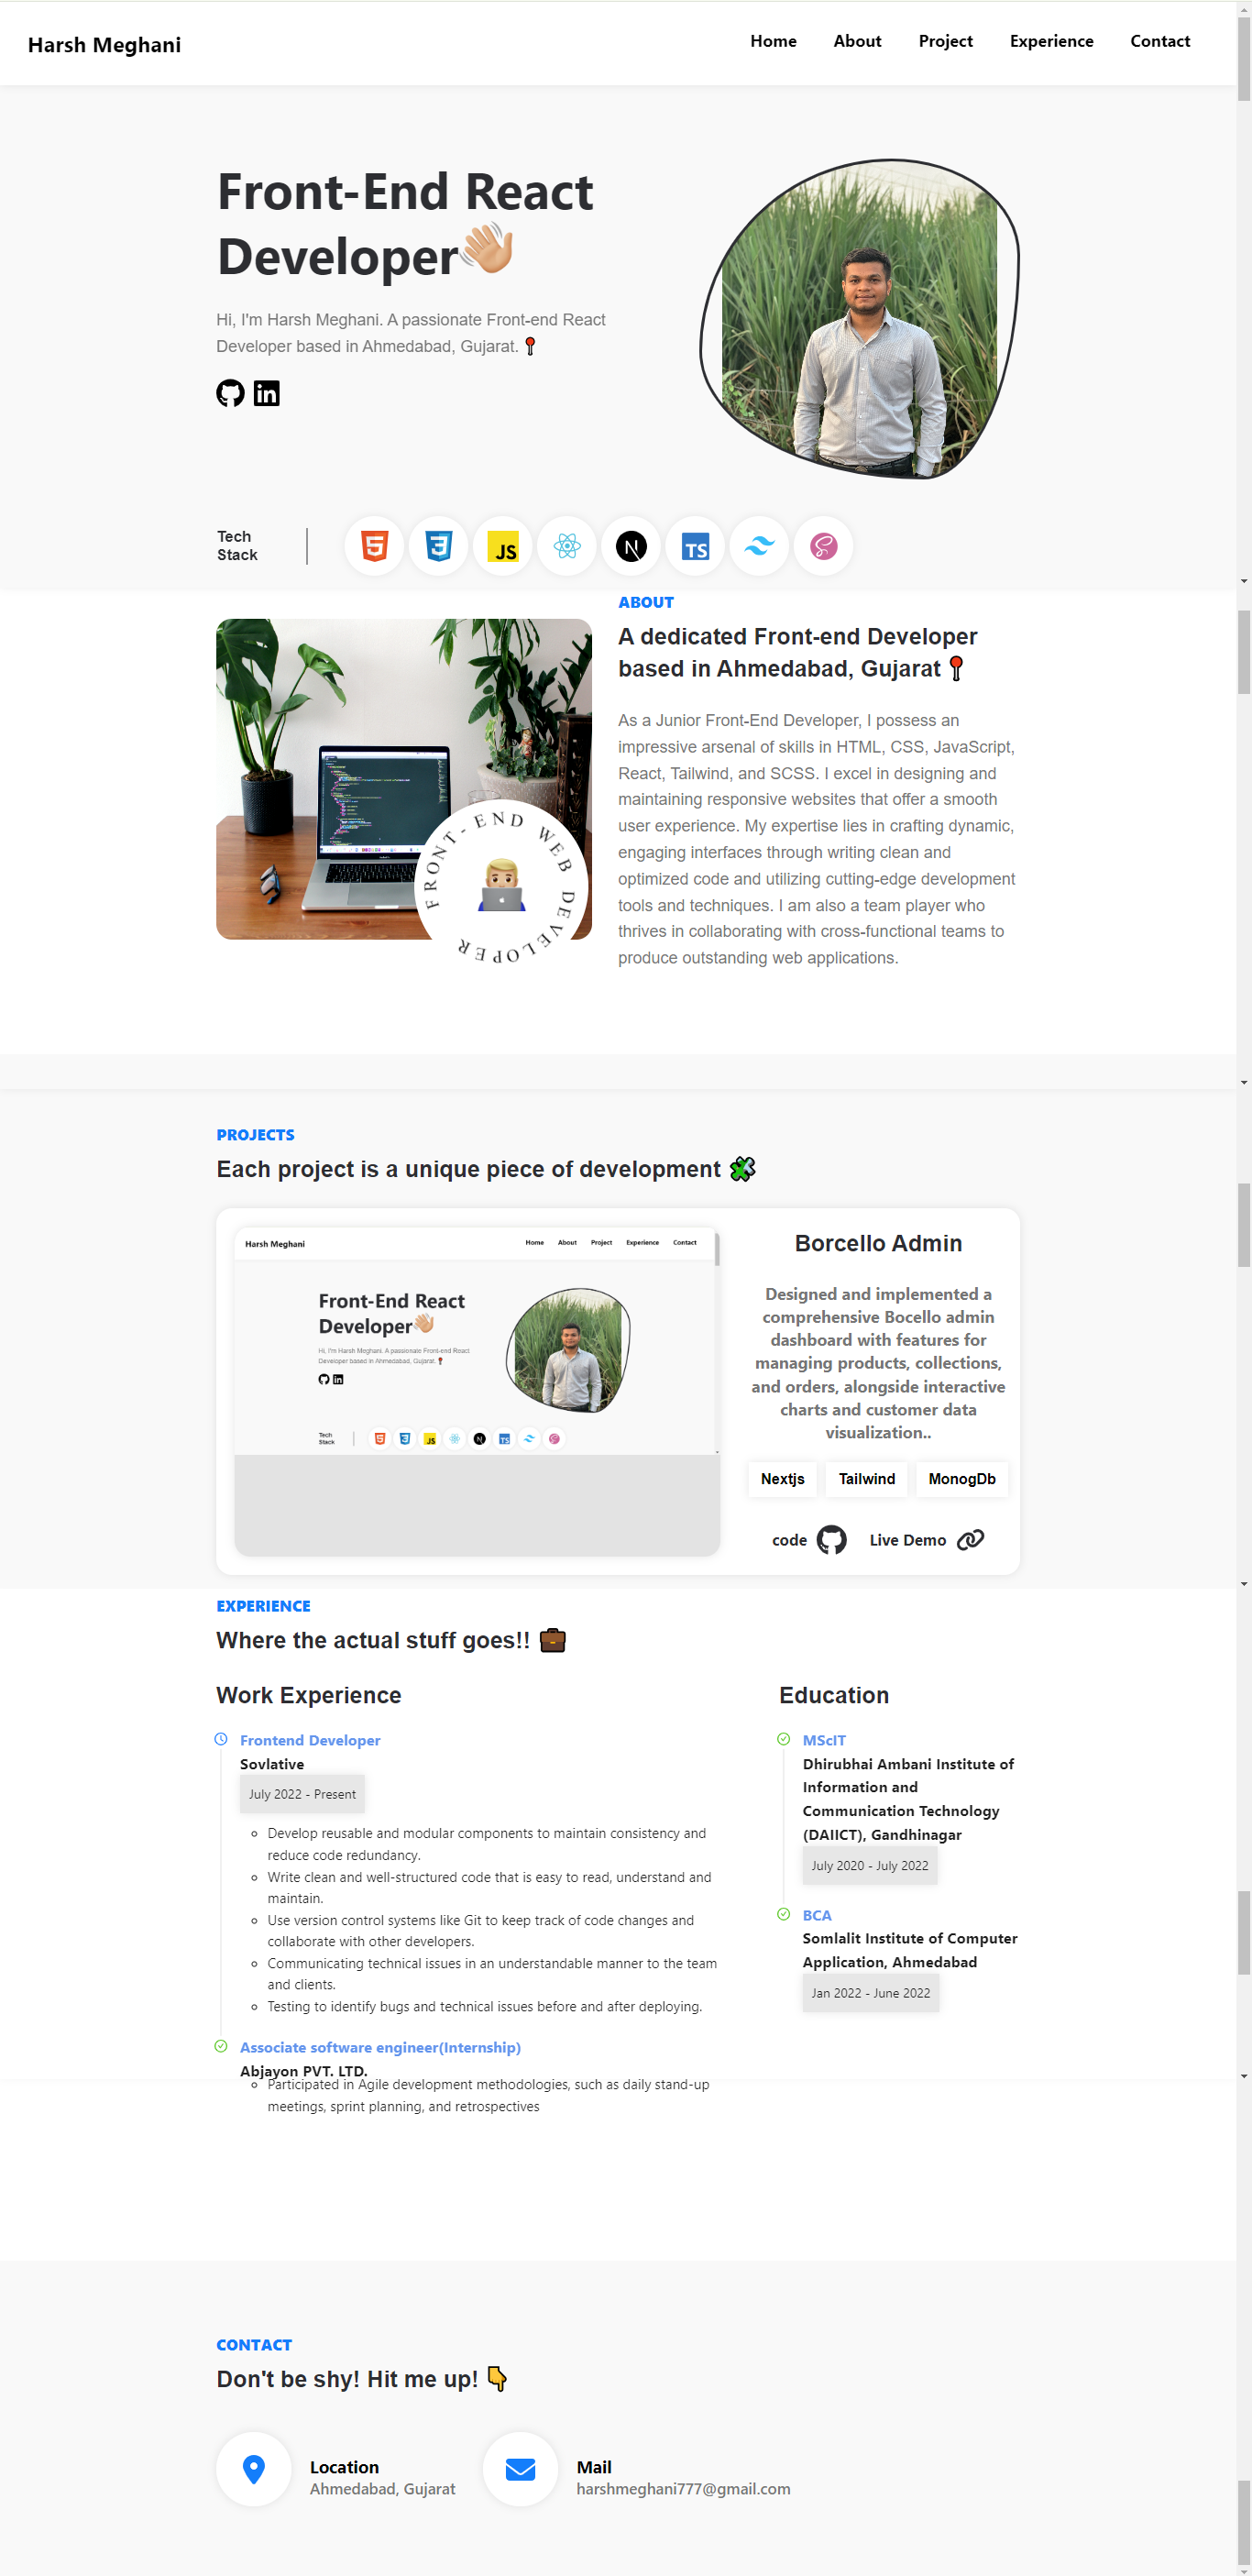 Harsh Meghani
Home About Project Experience Contact
Front-End React
Developer👋🏼
Hi, I'm Harsh Meghani. A passionate Front-end React
Developer based in Ahmedabad, Gujarat.📍
Tech
Stack
JS
TS
ABOUT
A dedicated Front-end Developer
based in Ahmedabad, Gujarat📍
As a Junior Front-End Developer, I possess an
impressive arsenal of skills in HTML, CSS, JavaScript,
React, Tailwind, and SCSS. I excel in designing and
maintaining responsive websites that offer a smooth
user experience. My expertise lies in crafting dynamic,
engaging interfaces through writing clean and
optimized code and utilizing cutting-edge development
tools and techniques. I am also a team player who
thrives in collaborating with cross-functional teams to
produce outstanding web applications.
FRONT-END WEB DEVELOPER
PROJECTS
Each project is a unique piece of development 🧩
Harsh Meghani
Home About Project Experience Contact
Front-End React
Developer👋🏼
Hi, I'm Harsh Meghani. A passionate Front-end React
Developer based in Ahmedabad, Gujarat.📍
Tech
Stack
JS
TS
Borcello Admin
Designed and implemented a
comprehensive Bocello admin
dashboard with features for
managing products, collections,
and orders, alongside interactive
charts and customer data
visualization..
Nextjs Tailwind MonogDb
code Live Demo
EXPERIENCE
Where the actual stuff goes!! 💼
Work Experience
Frontend Developer
Sovlative
July 2022 - Present
Develop reusable and modular components to maintain consistency and
reduce code redundancy.
Write clean and well-structured code that is easy to read, understand and
maintain.
Use version control systems like Git to keep track of code changes and
collaborate with other developers.
Communicating technical issues in an understandable manner to the team
and clients.
Testing to identify bugs and technical issues before and after deploying.
Associate software engineer(Internship)
Abjayon PVT. LTD.
Participated in Agile development methodologies, such as daily stand-up
meetings, sprint planning, and retrospectives
Education
MScIT
Dhirubhai Ambani Institute of
Information and
Communication Technology
(DAIICT), Gandhinagar
July 2020 - July 2022
BCA
Somlalit Institute of Computer
Application, Ahmedabad
Jan 2022 - June 2022
CONTACT
Don't be shy! Hit me up! 👇
Location
Ahmedabad, Gujarat
Mail
harshmeghani777@gmail.com